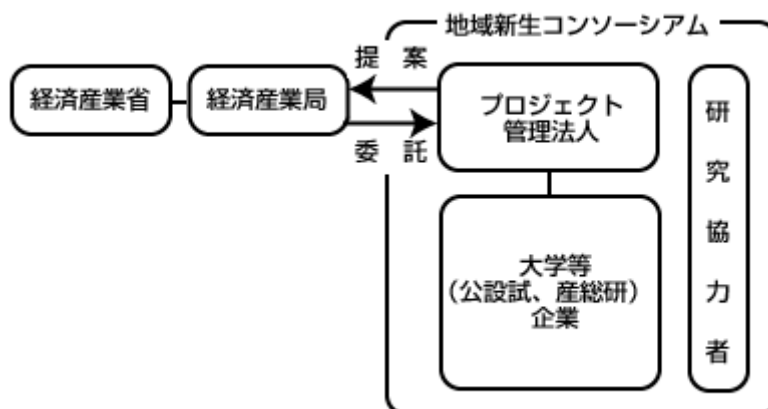 地域新生コンソーシアム
提案
経済産業省
経済産業局
プロジェクト
管理法人
委託
大学等
（公設試、産総研）
企業
研究協力者